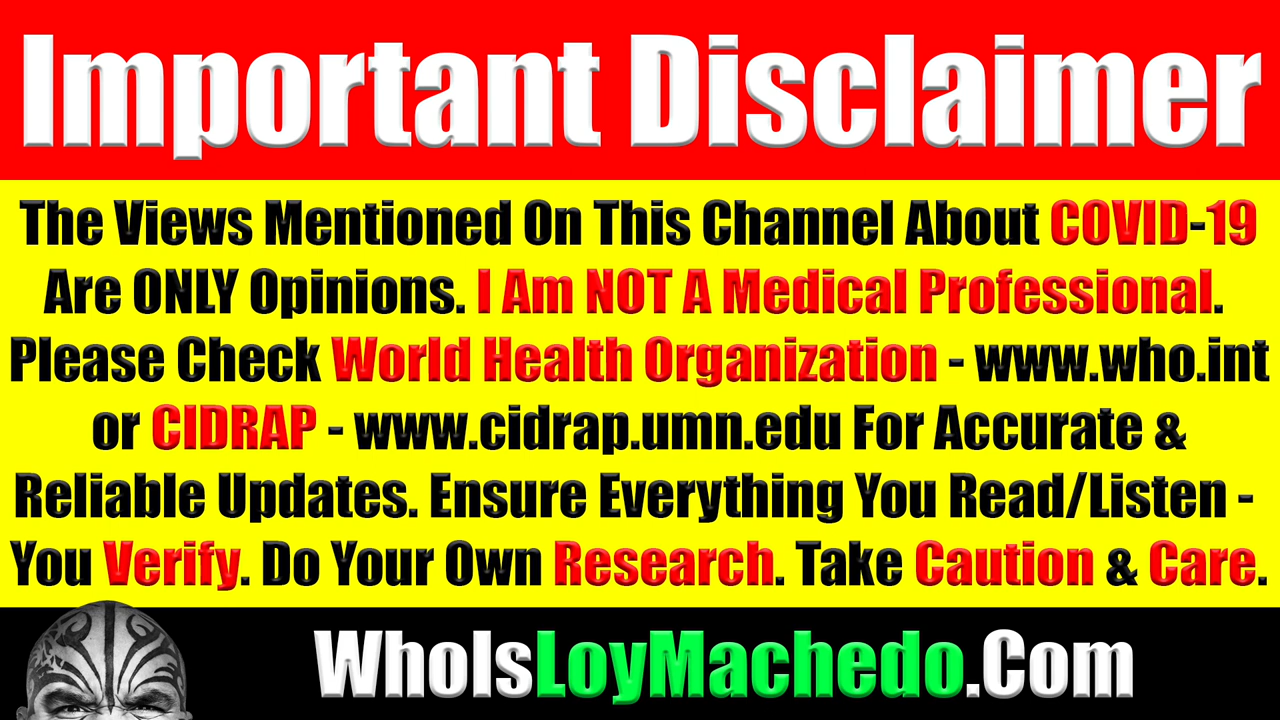 Important Disclaimer
The Views Mentioned On This Channel About COVID-19
Are ONLY Opinions. I Am NOT A Medical Professional.
Please Check World Health Organization - www.who.int
or CIDRAP - www.cidrap.umn.edu For Accurate &
Reliable Updates. Ensure Everything You Read/Listen -
You Verify. Do Your Own Research. Take Caution & Care.
WhoIsLoyMachedo.Com